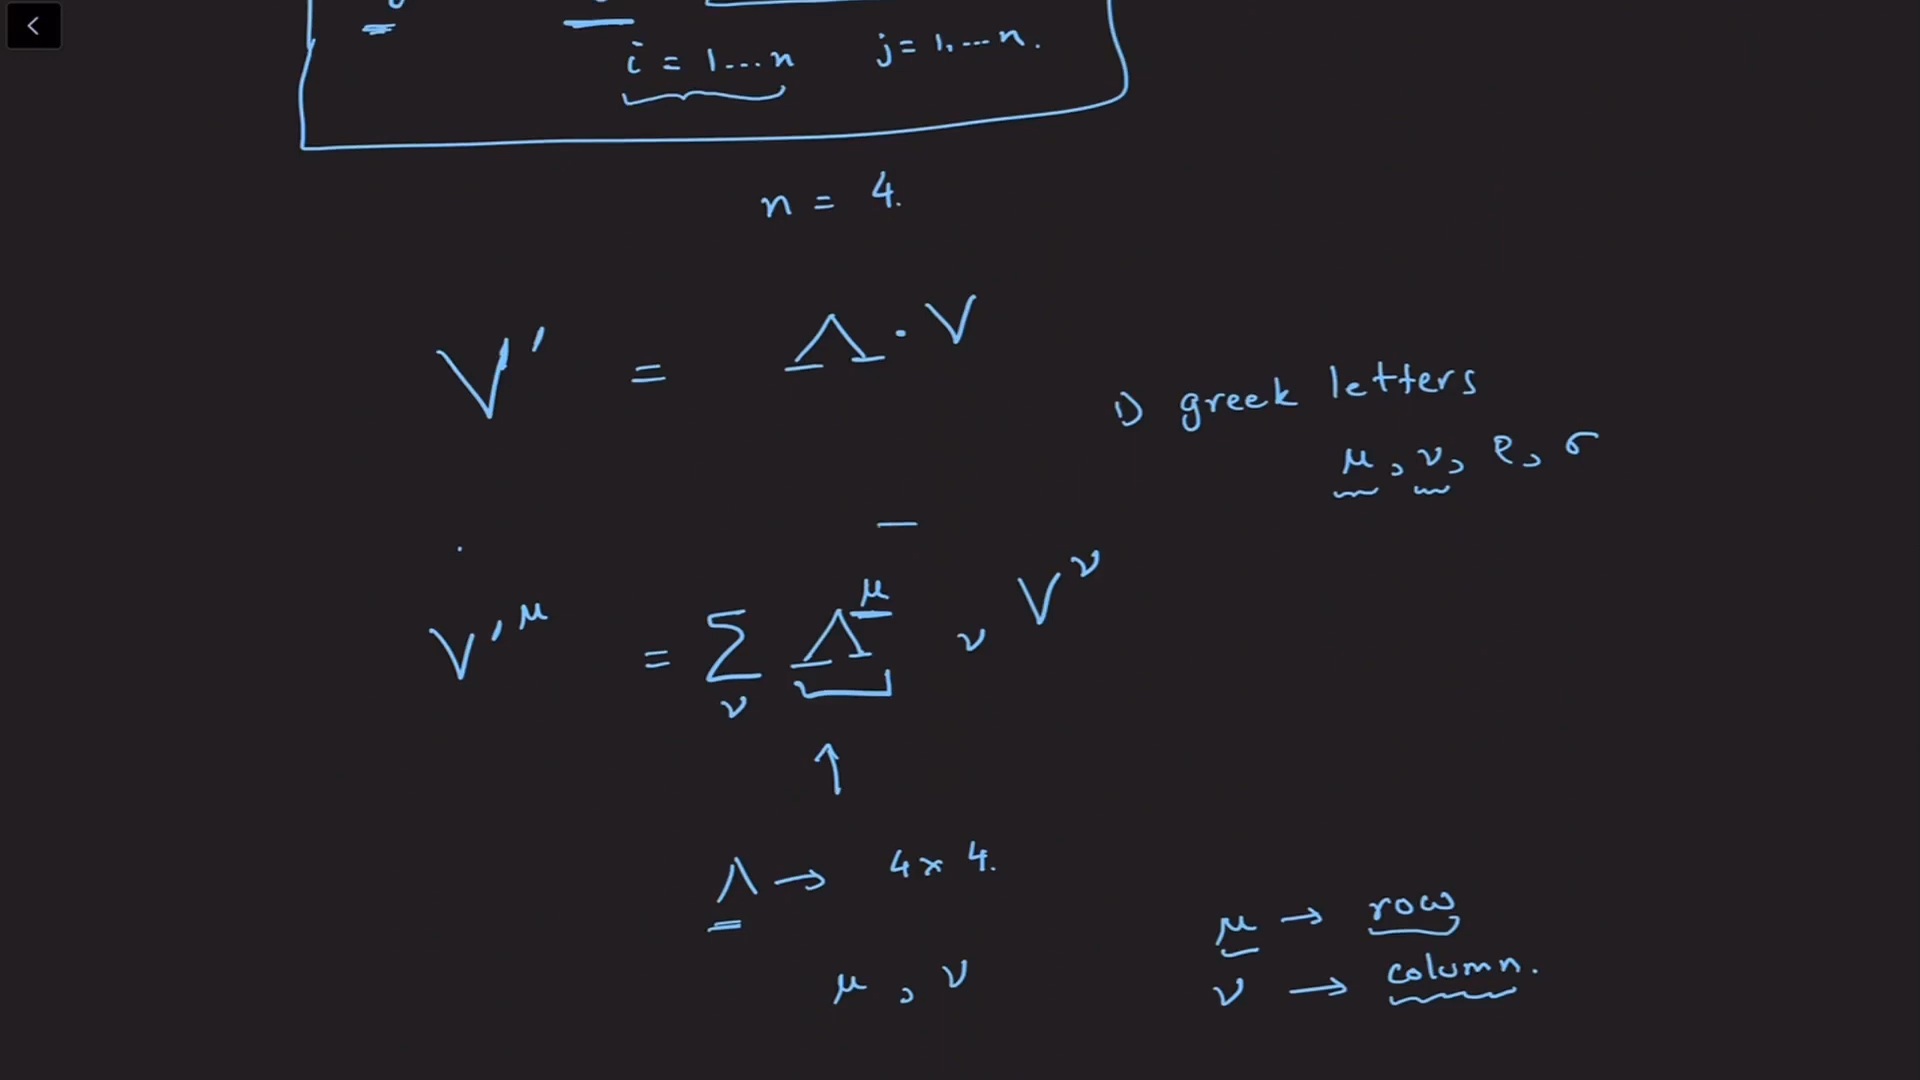 i = 1...n   j = 1,...n.
n = 4.
V' = Λ · V
1) greek letters
μ, ν, ρ, σ
V'^μ = Σ_ν Λ^μ_ν V^ν
Λ → 4 x 4.
μ → row
μ, ν
ν → column.